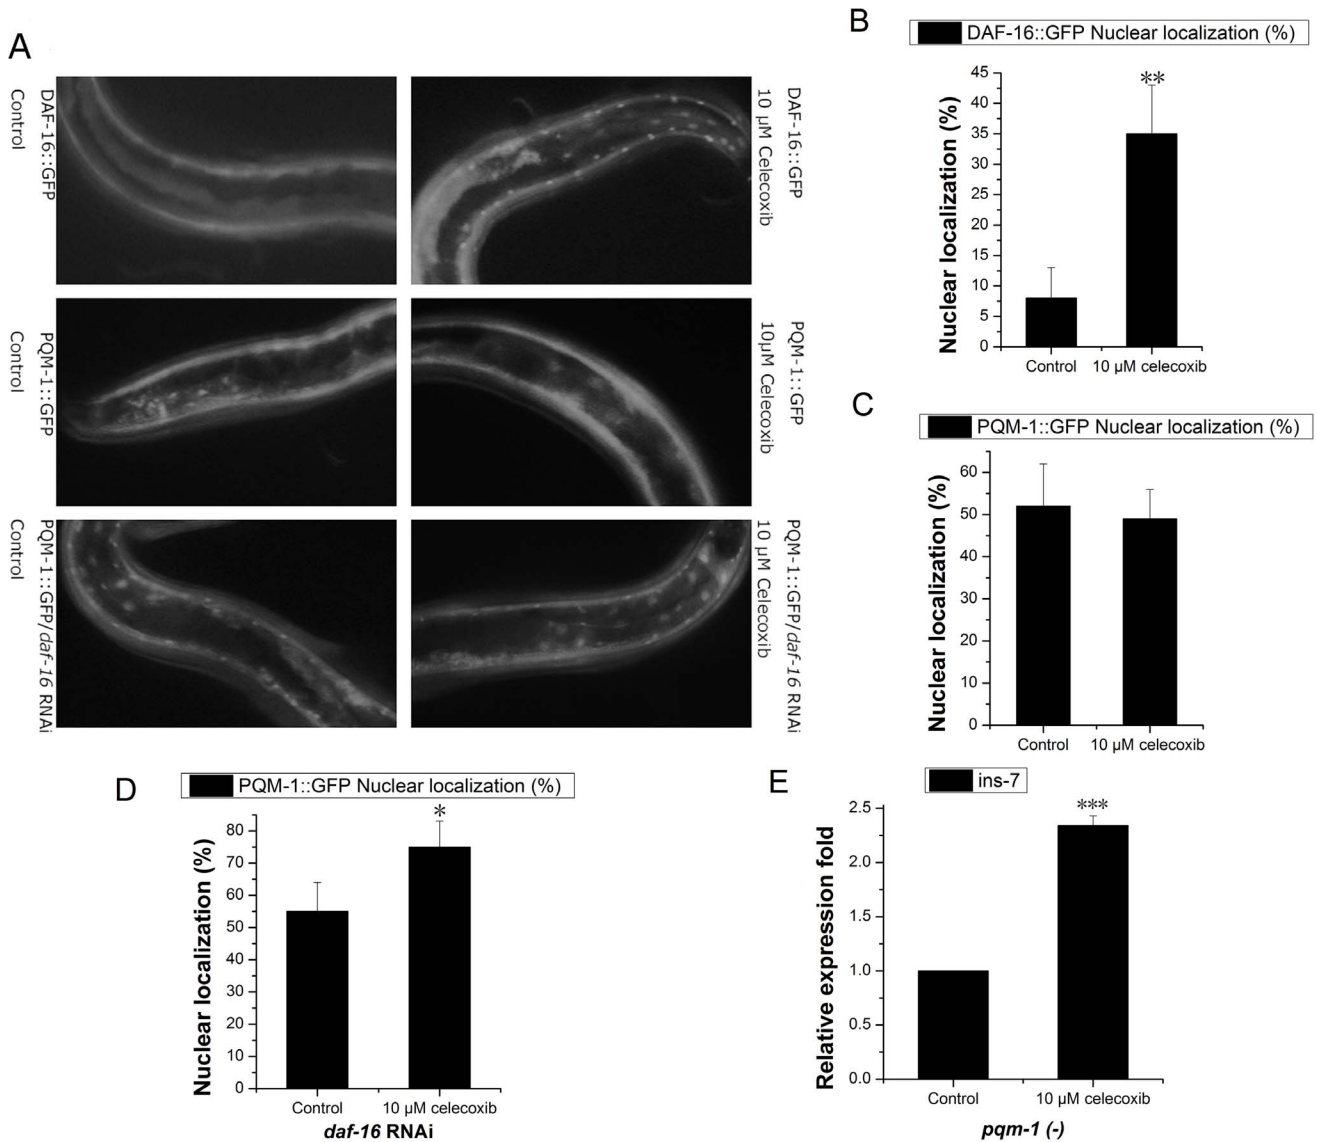 A
DAF-16::GFP
Control
DAF-16::GFP
10 µM Celecoxib
PQM-1::GFP
Control
PQM-1::GFP
10µM Celecoxib
PQM-1::GFP/daf-16 RNAi
Control
PQM-1::GFP/daf-16 RNAi
10 µM Celecoxib
B
DAF-16::GFP Nuclear localization (%)
Nuclear localization (%)
45
40
35
30
25
20
15
10
5
0
**
Control
10 µM celecoxib
C
PQM-1::GFP Nuclear localization (%)
Nuclear localization (%)
60
50
40
30
20
10
0
Control
10 µM celecoxib
D
PQM-1::GFP Nuclear localization (%)
Nuclear localization (%)
80
70
60
50
40
30
20
10
0
*
Control
10 µM celecoxib
daf-16 RNAi
E
ins-7
Relative expression fold
2.5
2.0
1.5
1.0
0.5
0.0
***
Control
10 µM celecoxib
pqm-1 (-)